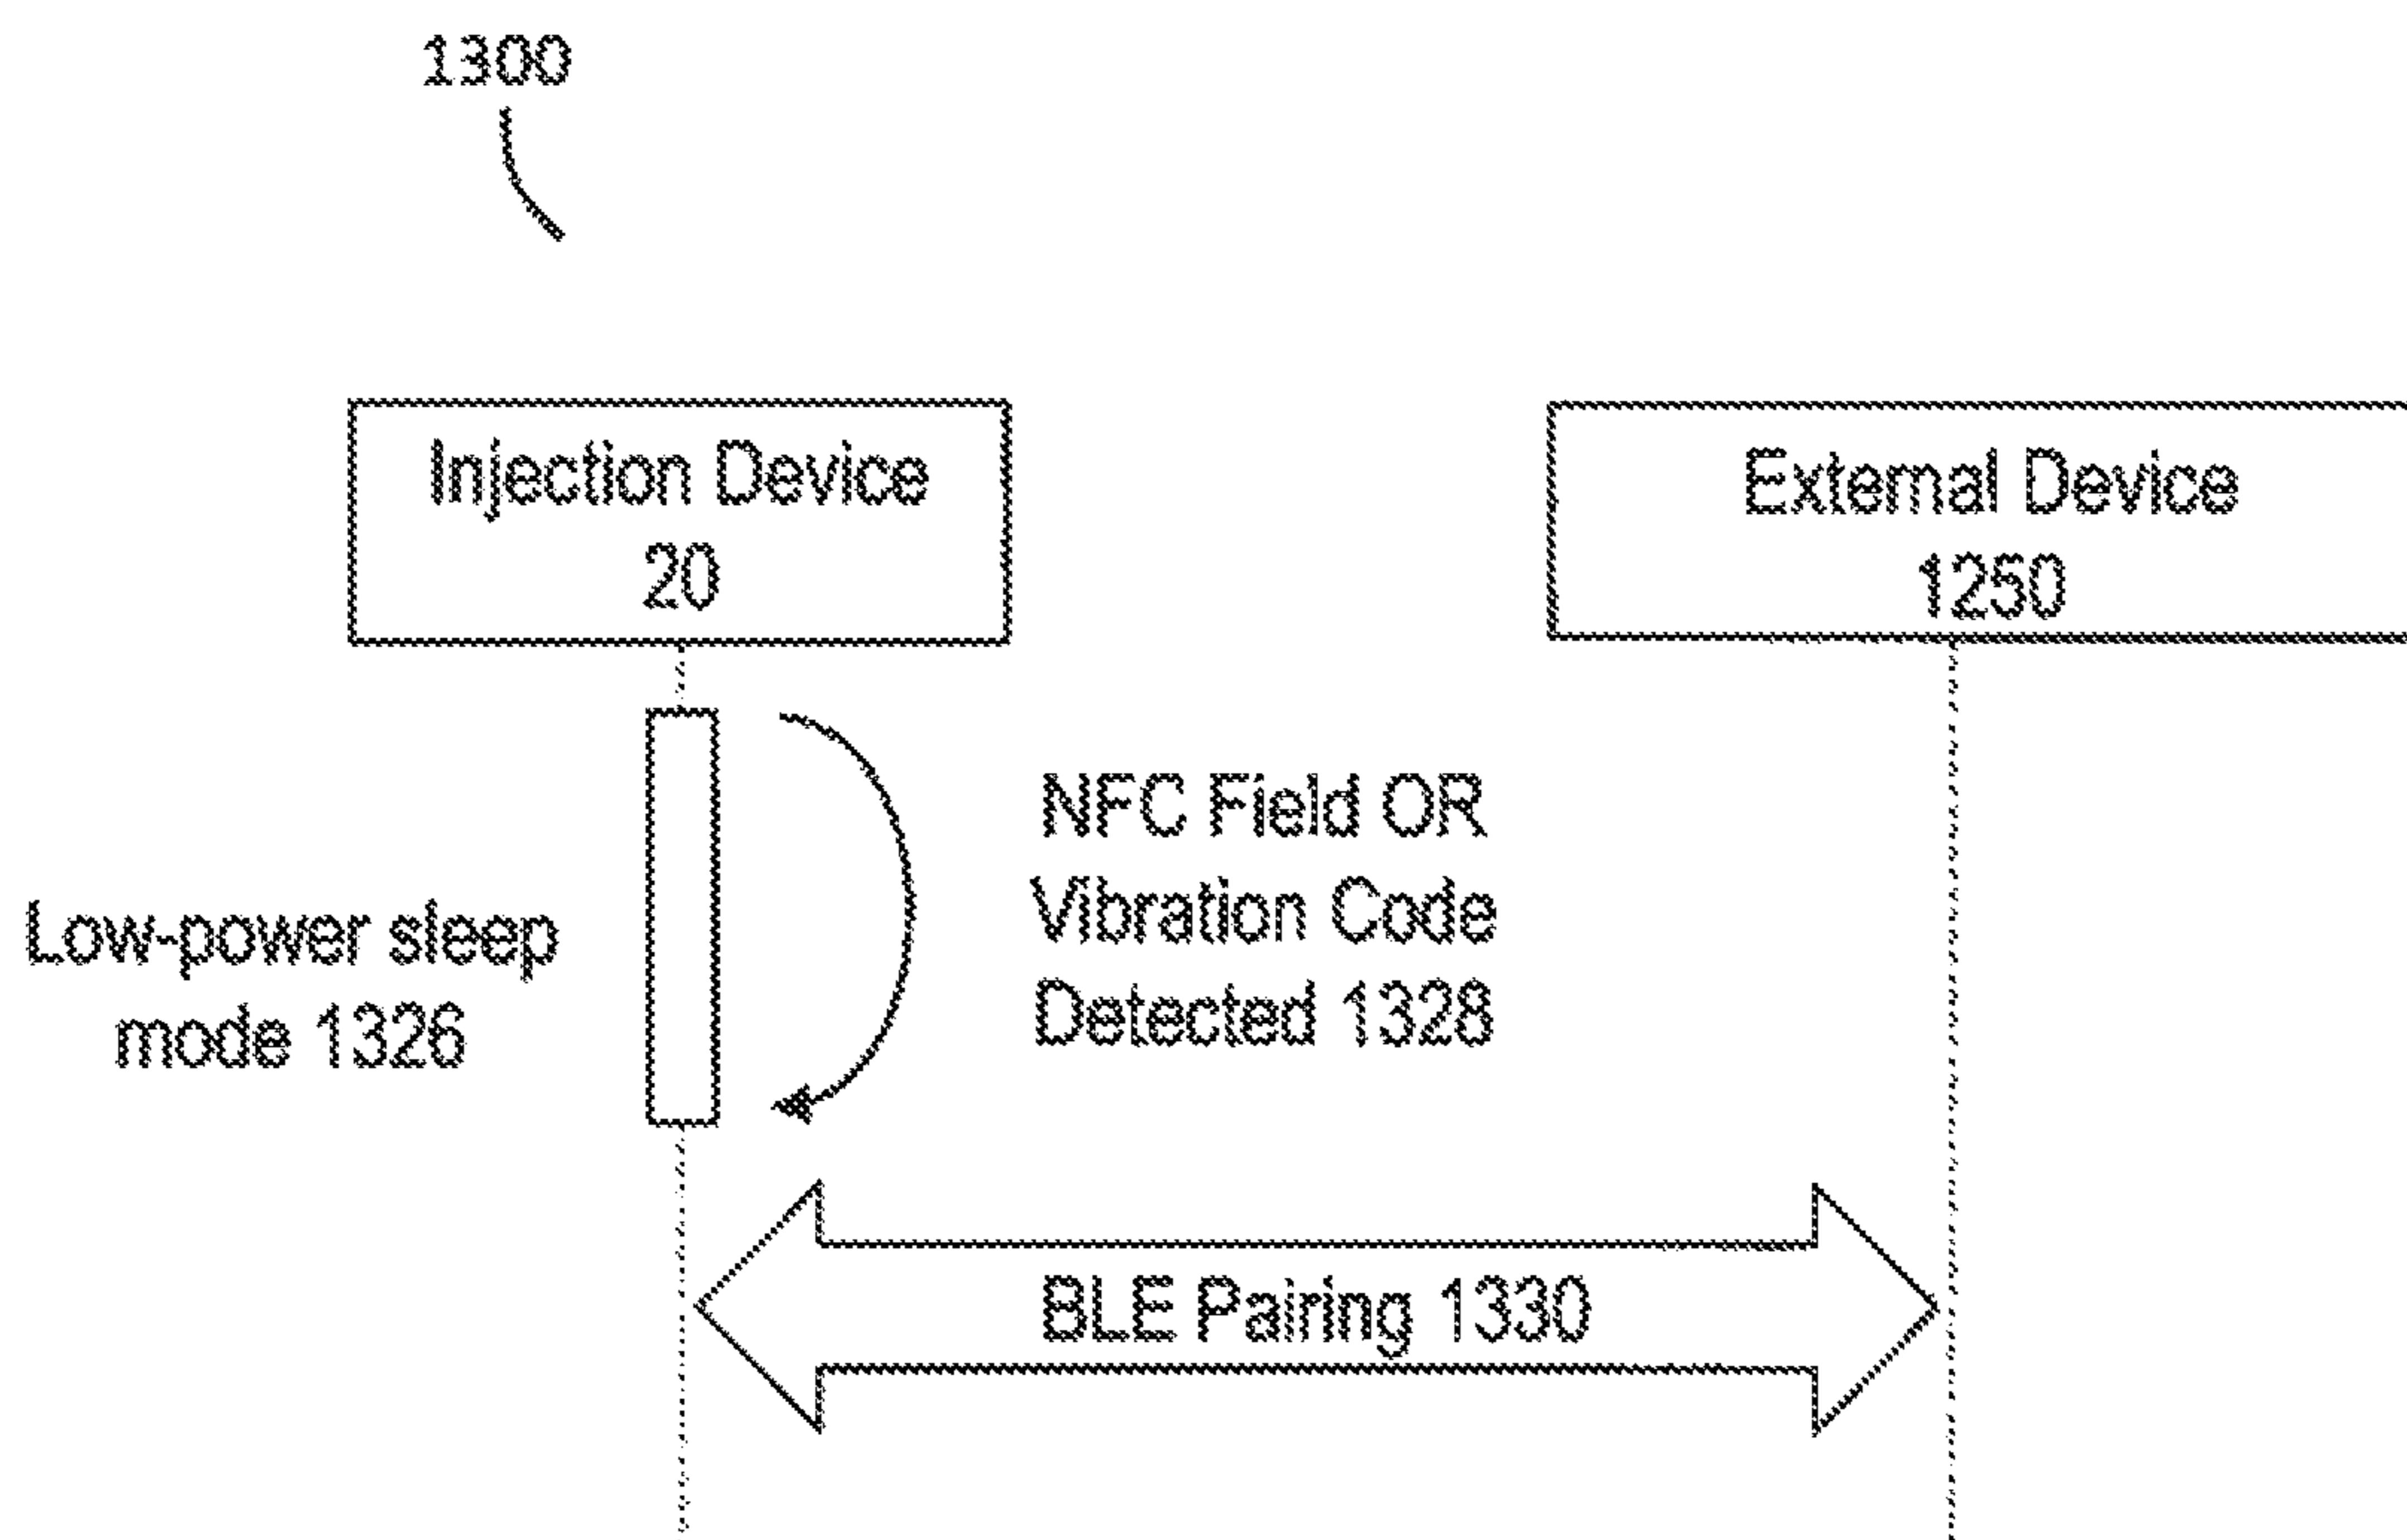 1300
Injection Device
20
External Device
1250
NFC Field OR
Vibration Code
Detected 1328
Low-power sleep
mode 1326
BLE Pairing 1330